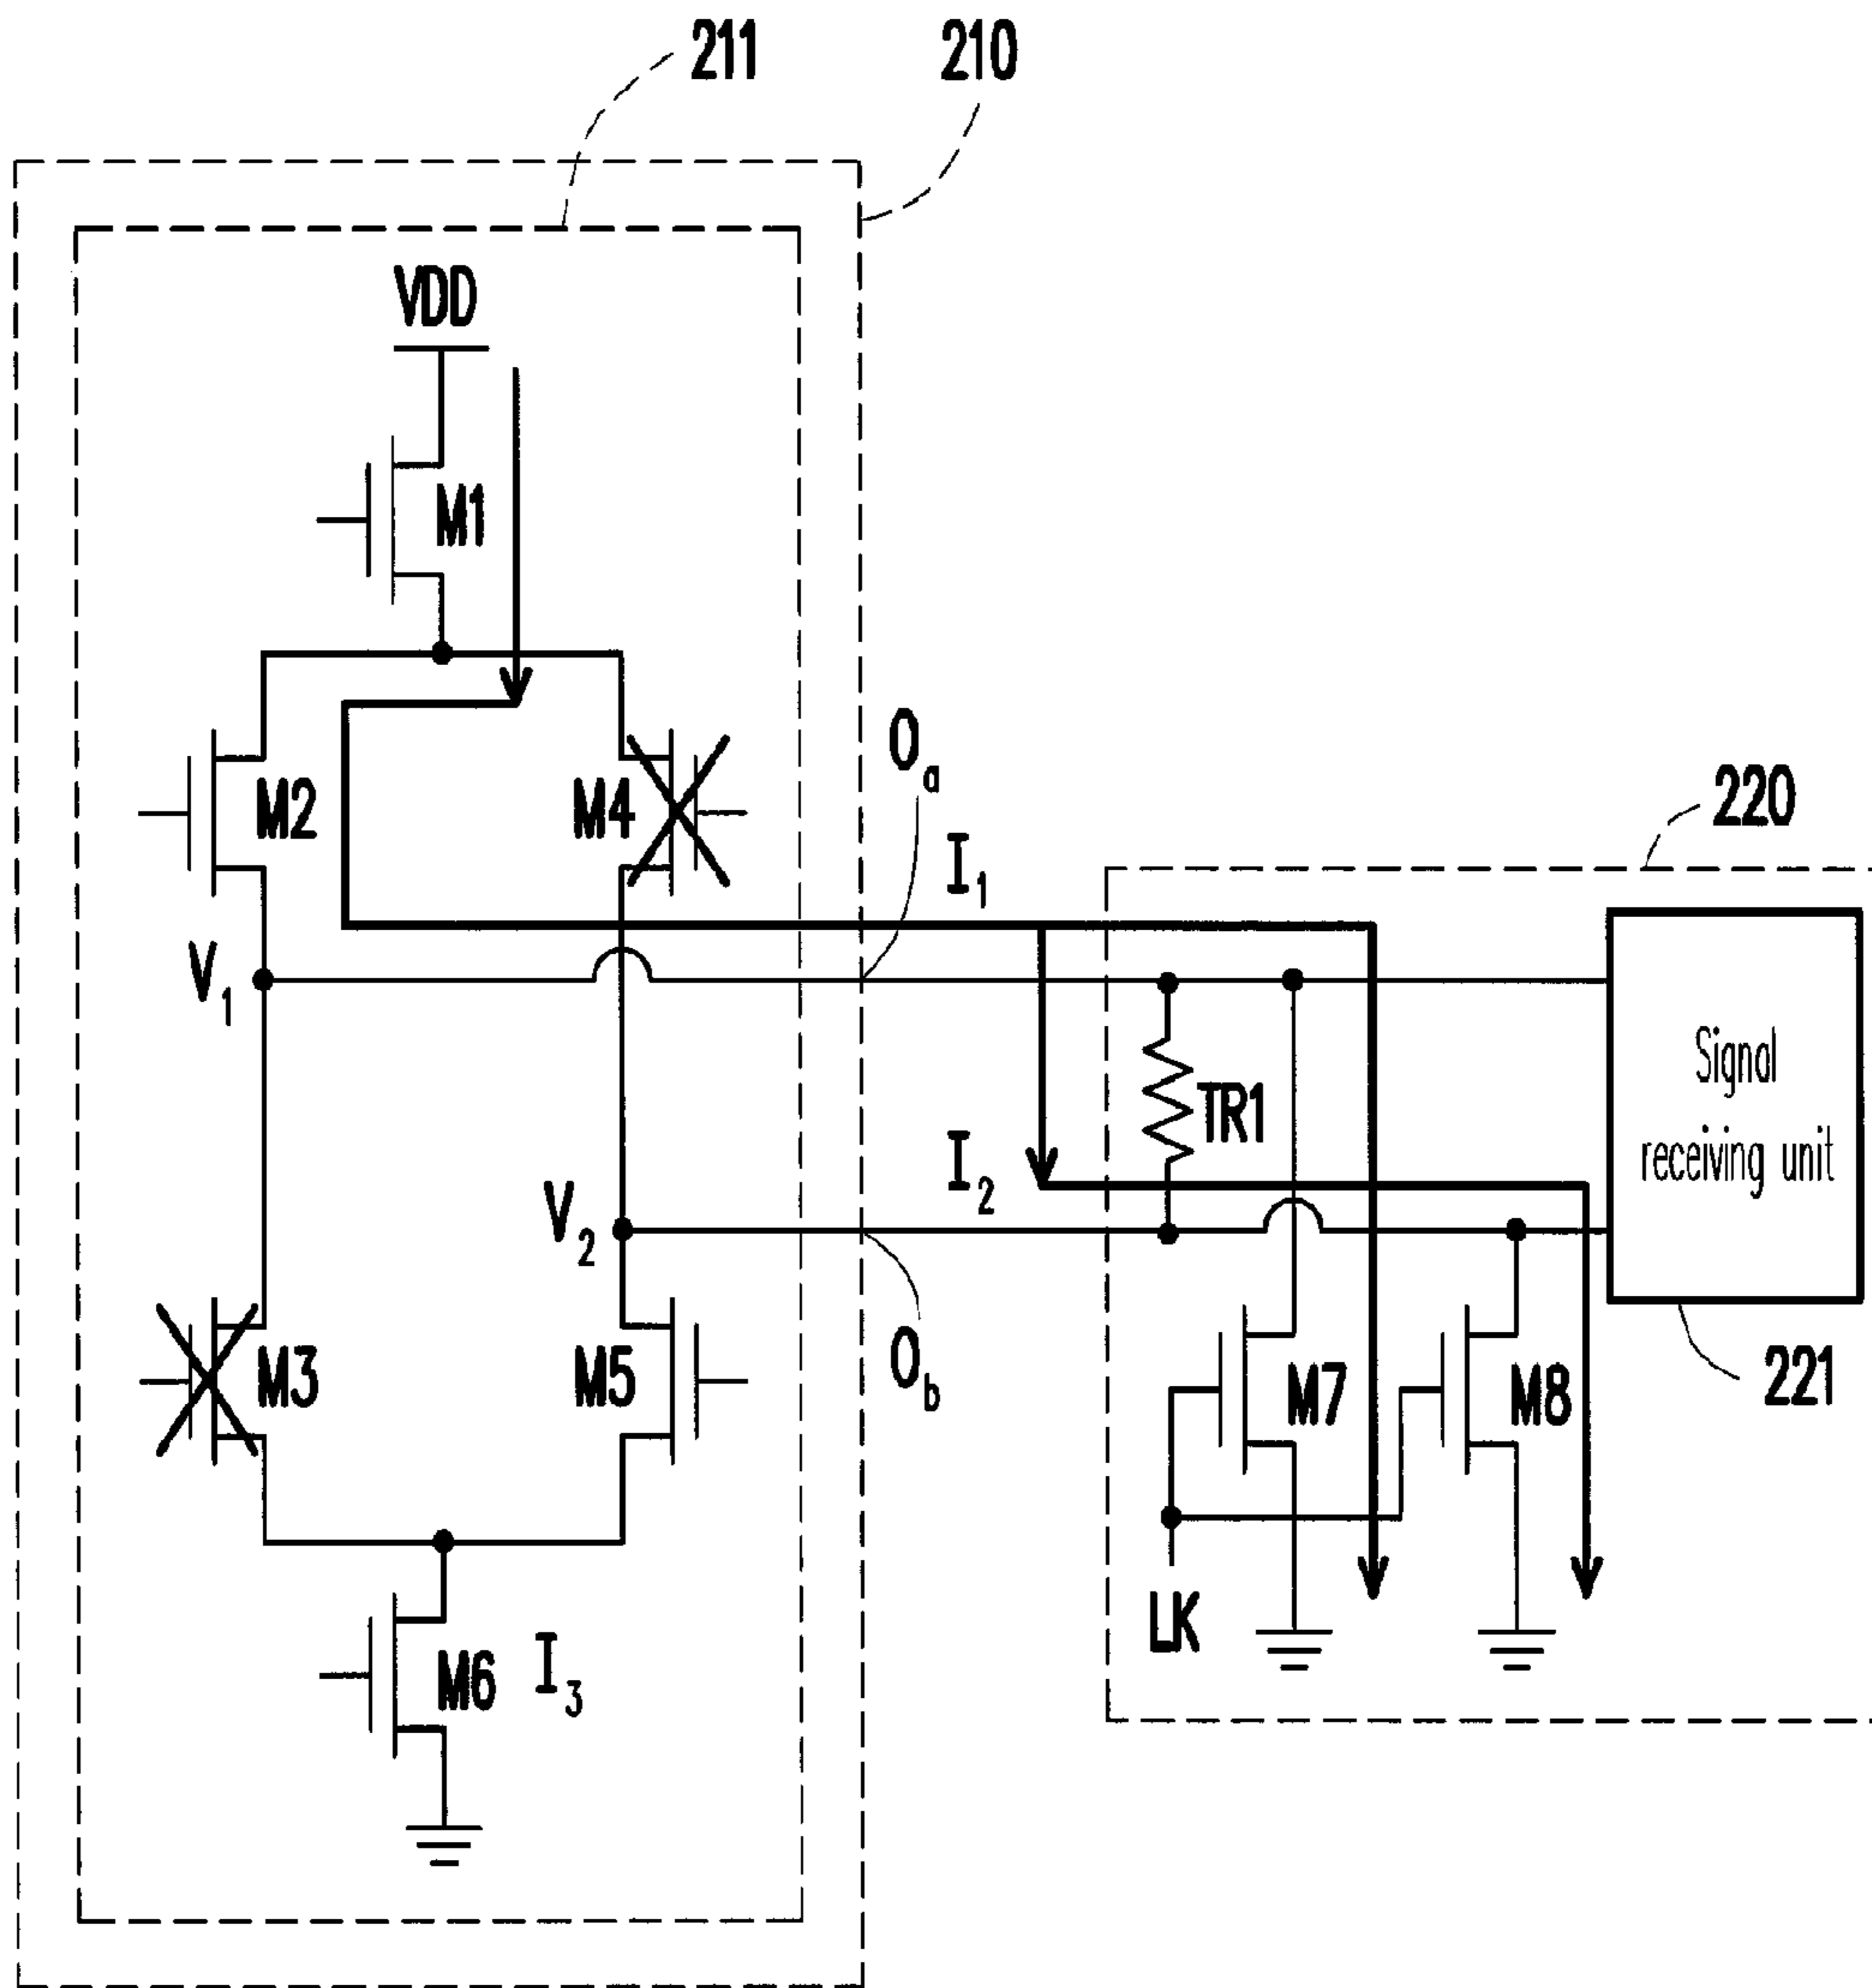 211
210
VDD
M1
M2
M4
Oa
220
I1
V1
Signal
receiving unit
TR1
I2
V2
M3
M5
Ob
M7
M8
221
LK
M6
I3